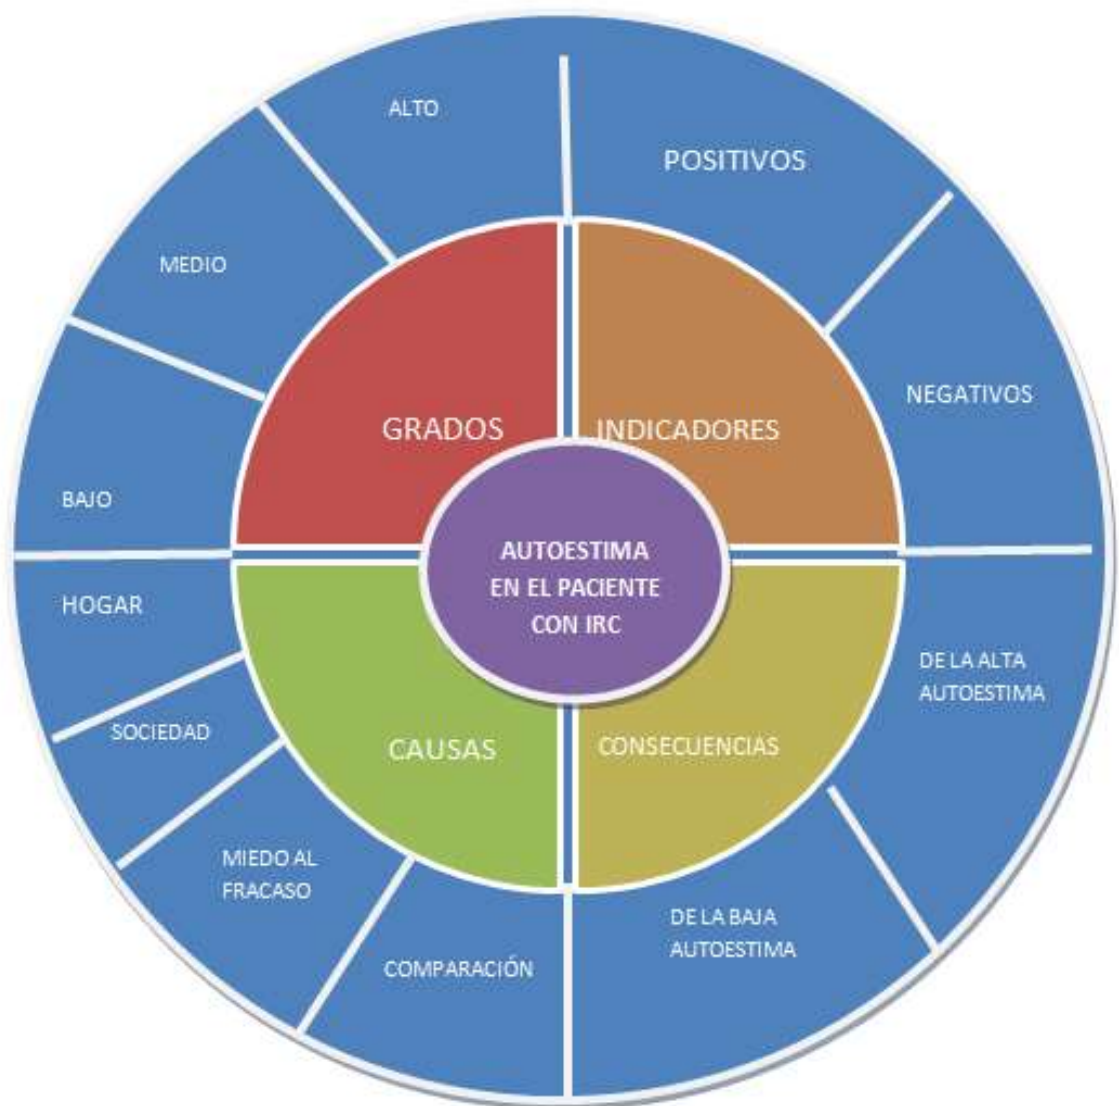 ALTO
POSITIVOS
MEDIO
NEGATIVOS
GRADOS
INDICADORES
BAJO
AUTOESTIMA
EN EL PACIENTE
CON IRC
HOGAR
DE LA ALTA
AUTOESTIMA
SOCIEDAD
CAUSAS
CONSECUENCIAS
MIEDO AL
FRACASO
DE LA BAJA
AUTOESTIMA
COMPARACIÓN